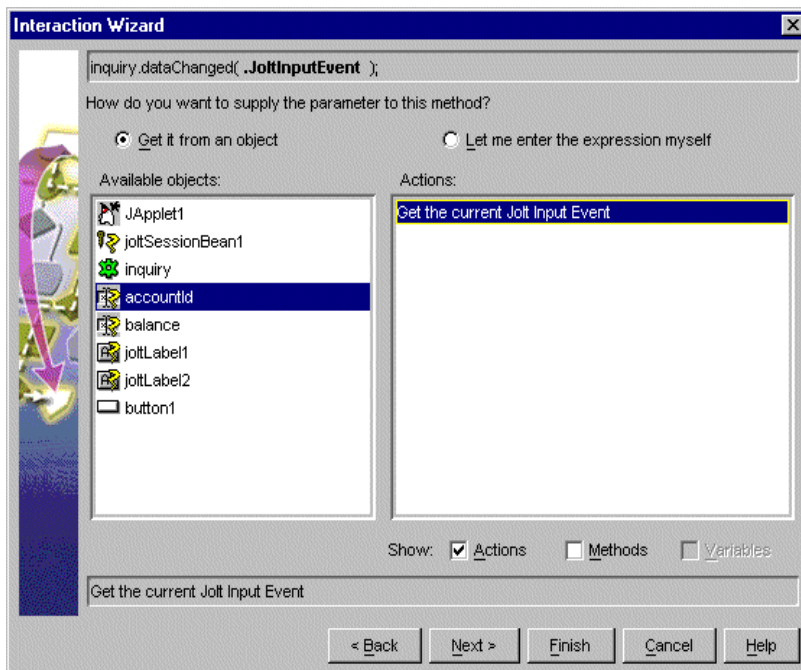 Interaction Wizard
inquiry.dataChanged( .JoltInputEvent );
How do you want to supply the parameter to this method?
Get it from an object
Let me enter the expression myself
Available objects:
Actions:
JApplet1
joltSessionBean1
inquiry
accountId
balance
joltLabel1
joltLabel2
button1
Get the current Jolt Input Event
Show: Actions Methods Variables
Get the current Jolt Input Event
< Back Next > Finish Cancel Help